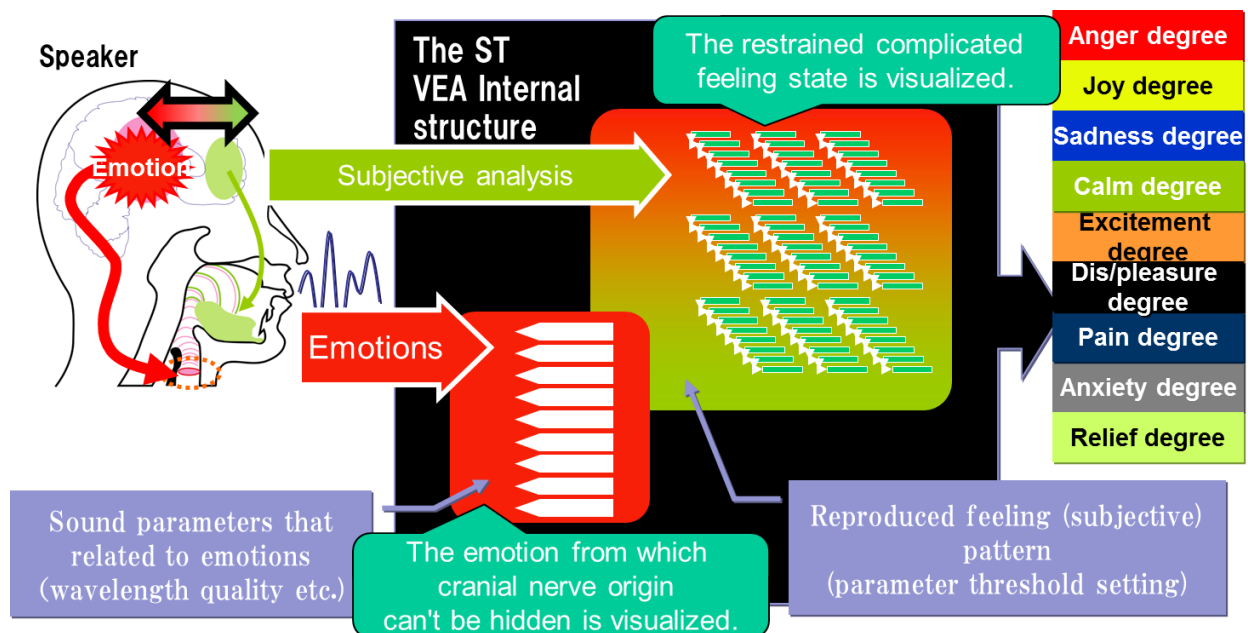 Speaker
Emotion
The ST
VEA Internal
structure
The restrained complicated
feeling state is visualized.
Subjective analysis
Emotions
Anger degree
Joy degree
Sadness degree
Calm degree
Excitement
degree
Dis/pleasure
degree
Pain degree
Anxiety degree
Relief degree
Sound parameters that
related to emotions
(wavelength quality etc.)
The emotion from which
cranial nerve origin
can't be hidden is visualized.
Reproduced feeling (subjective)
pattern
(parameter threshold setting)